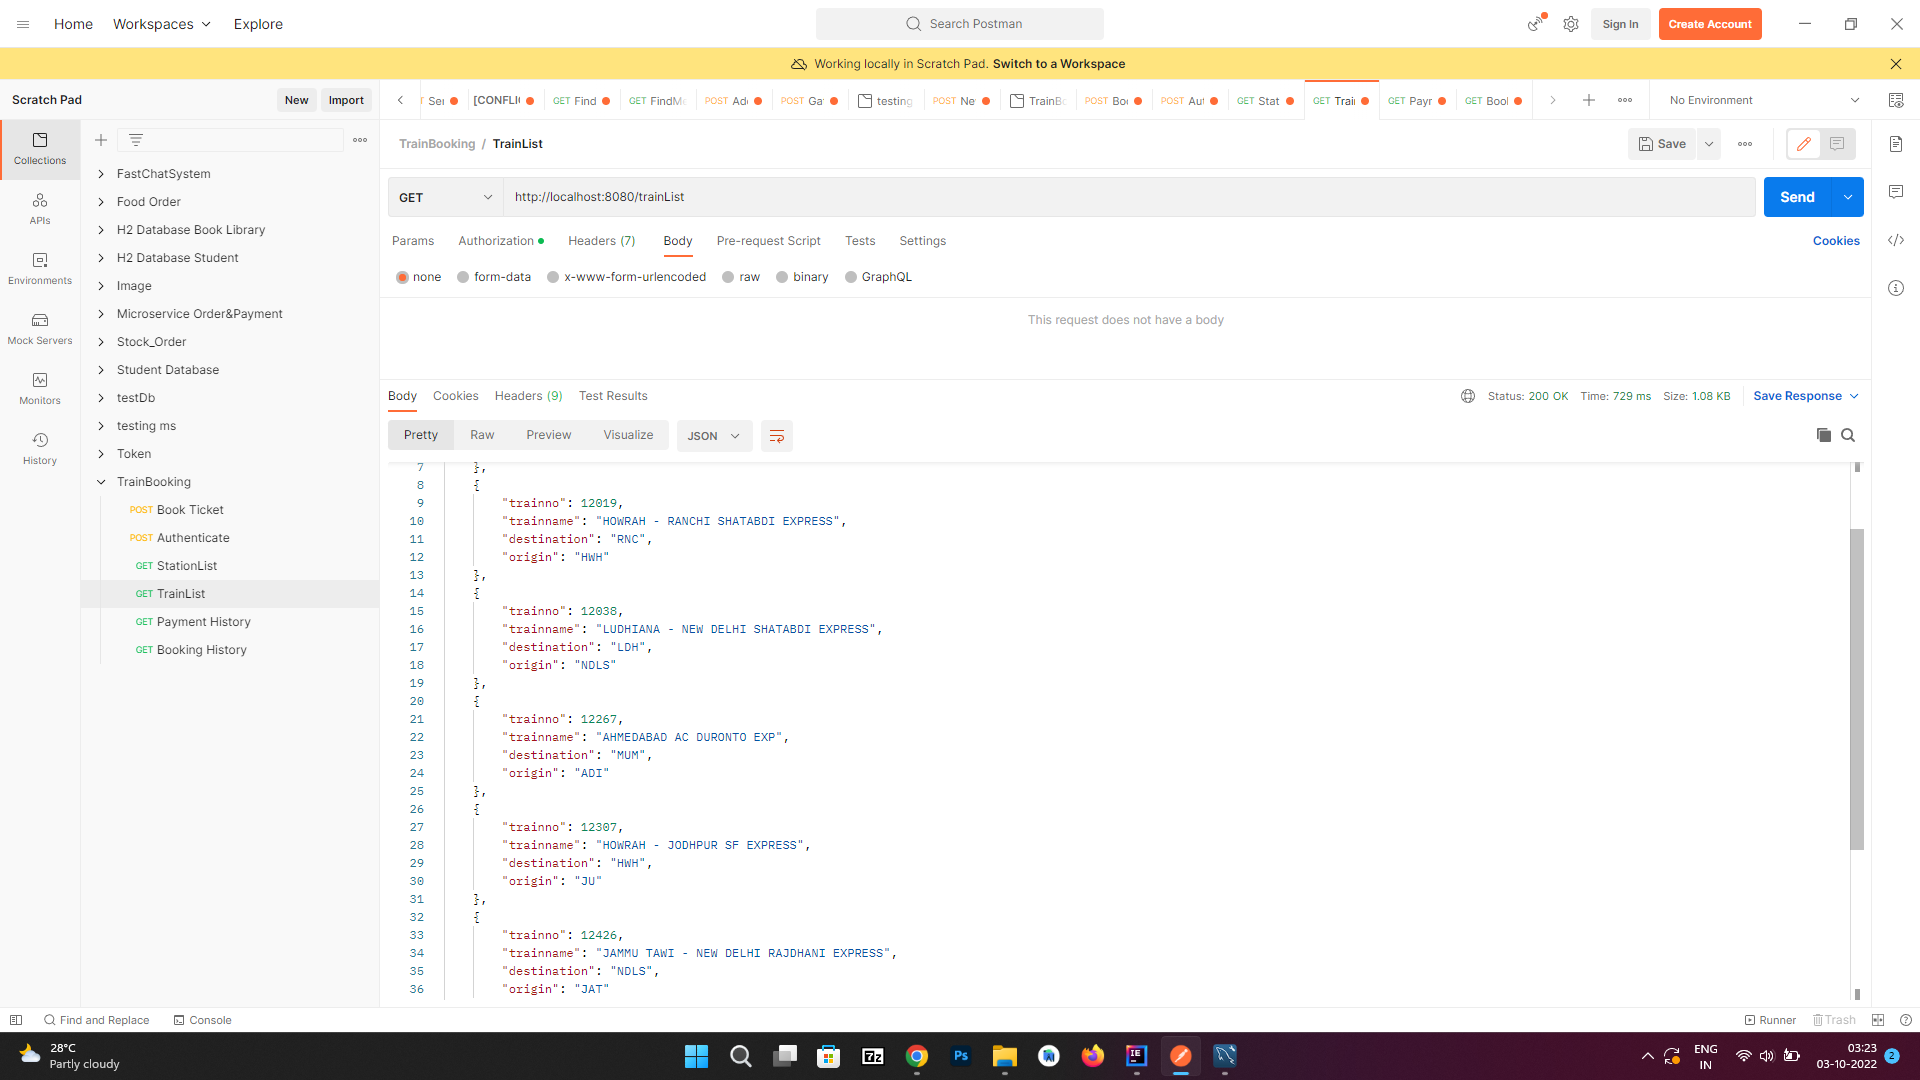 Home
Workspaces
Explore
Search Postman
Sign In
Create Account
Working locally in Scratch Pad. Switch to a Workspace
Scratch Pad
New
Import
[CONFLI
GET Find
GET FindM
POST
POST Ga
testing
POST Ne
TrainB
POST Bo
POST Aut
GET Stat
GET Trai
GET Payr
GET Bool
No Environment
Collections
APIs
Environments
Mock Servers
Monitors
History
FastChatSystem
Food Order
H2 Database Book Library
H2 Database Student
Image
Microservice Order&Payment
Stock_Order
Student Database
testDb
testing ms
Token
TrainBooking
POST Book Ticket
POST Authenticate
GET StationList
GET TrainList
GET Payment History
GET Booking History
TrainBooking / TrainList
Save
GET
http://localhost:8080/trainList
Send
Params
Authorization
Headers (7)
Body
Pre-request Script
Tests
Settings
Cookies
none
form-data
x-www-form-urlencoded
raw
binary
GraphQL
This request does not have a body
Body
Cookies
Headers (9)
Test Results
Status: 200 OK
Time: 729 ms
Size: 1.08 KB
Save Response
Pretty
Raw
Preview
Visualize
JSON
7 },
8 {
9 "trainno": 12019,
10 "trainname": "HOWRAH - RANCHI SHATABDI EXPRESS",
11 "destination": "RNC",
12 "origin": "HWH"
13 },
14 {
15 "trainno": 12038,
16 "trainname": "LUDHIANA - NEW DELHI SHATABDI EXPRESS",
17 "destination": "LDH",
18 "origin": "NDLS"
19 },
20 {
21 "trainno": 12267,
22 "trainname": "AHMEDABAD AC DURONTO EXP",
23 "destination": "MUM",
24 "origin": "ADI"
25 },
26 {
27 "trainno": 12307,
28 "trainname": "HOWRAH - JODHPUR SF EXPRESS",
29 "destination": "HWH",
30 "origin": "JU"
31 },
32 {
33 "trainno": 12426,
34 "trainname": "JAMMU TAWI - NEW DELHI RAJDHANI EXPRESS",
35 "destination": "NDLS",
36 "origin": "JAT"
Find and Replace
Console
Runner
Trash
28°C
Partly cloudy
7z
Ps
IE
ENG
IN
03:23
03-10-2022
2